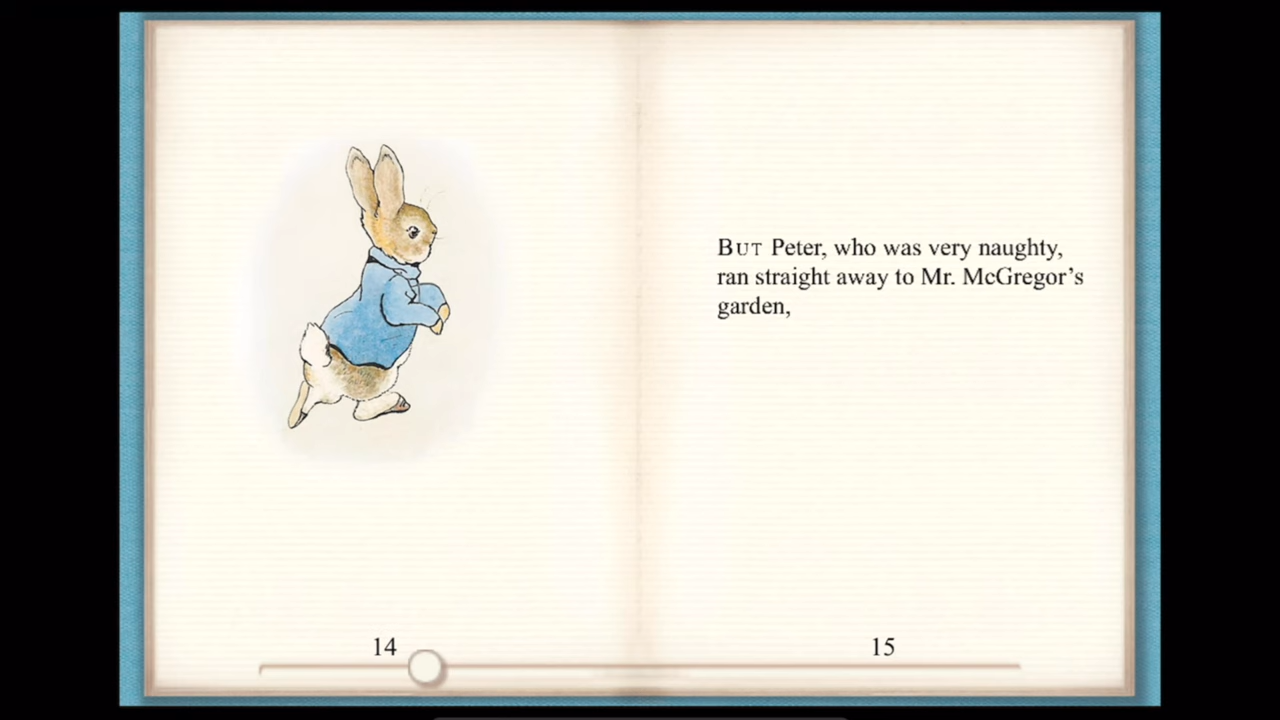 BUT Peter, who was very naughty,
ran straight away to Mr. McGregor’s
garden,
14
15